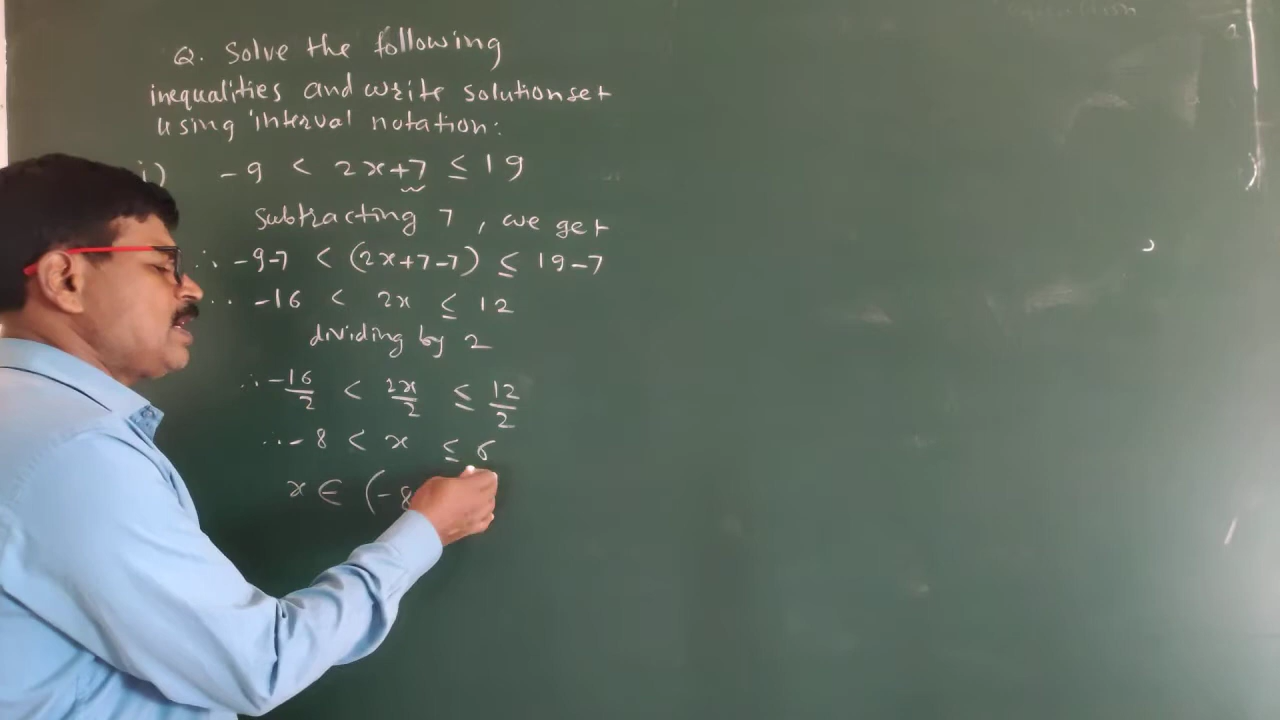 Q. Solve the following
inequalities and write solution set
using interval notation:
i) -9 < 2x+7 ≤ 19
Subtracting 7, we get
∴ -9-7 < (2x+7-7) ≤ 19-7
∴ -16 < 2x ≤ 12
dividing by 2
∴ -16/2 < 2x/2 ≤ 12/2
∴ -8 < x ≤ 6
x ∈ (-8